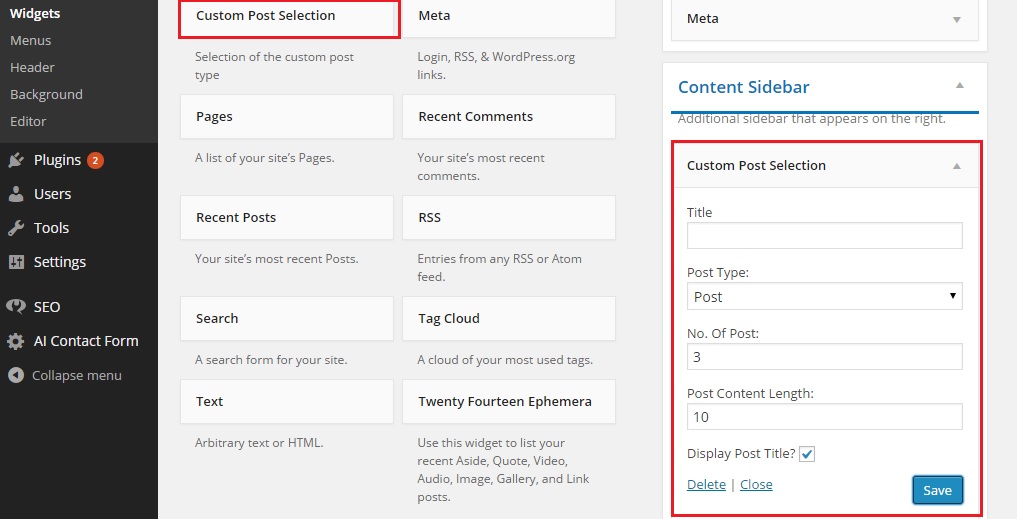 Widgets
Menus
Header
Background
Editor
Plugins 2
Users
Tools
Settings
SEO
AI Contact Form
Collapse menu
Custom Post Selection
Selection of the custom post
type
Meta
Login, RSS, & WordPress.org
links.
Pages
A list of your site's Pages.
Recent Comments
Your site's most recent
comments.
Recent Posts
Your site's most recent Posts.
RSS
Entries from any RSS or Atom
feed.
Search
A search form for your site.
Tag Cloud
A cloud of your most used tags.
Text
Arbitrary text or HTML.
Twenty Fourteen Ephemera
Use this widget to list your
recent Aside, Quote, Video,
Audio, Image, Gallery, and Link
posts.
Meta
Content Sidebar
Additional sidebar that appears on the right.
Custom Post Selection
Title
Post Type:
Post
No. Of Post:
3
Post Content Length:
10
Display Post Title?
Delete | Close
Save